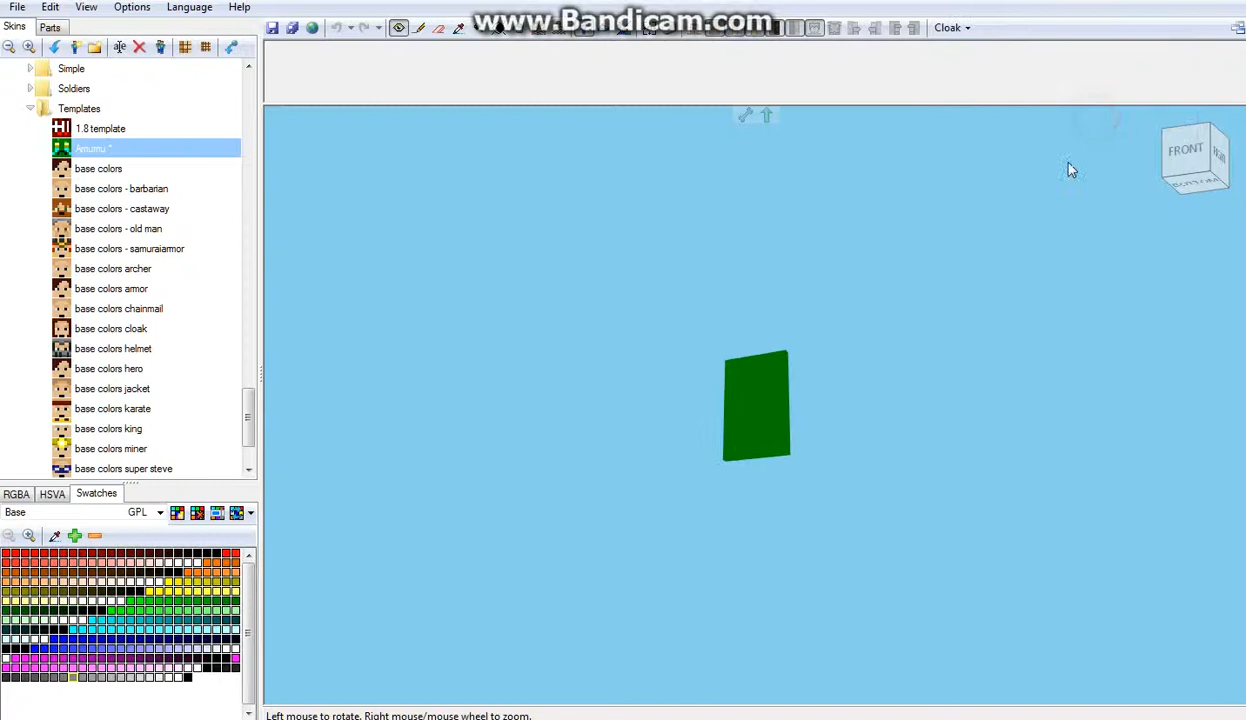 www.Bandicam.com
File Edit View Options Language Help
Skins Parts
Cloak
Simple
Soldiers
Templates
1.8 template
Amumu *
base colors
base colors - barbarian
base colors - castaway
base colors - old man
base colors - samuraiarmor
base colors archer
base colors armor
base colors chainmail
base colors cloak
base colors helmet
base colors hero
base colors jacket
base colors karate
base colors king
base colors miner
base colors super steve
FRONT
BOTTOM
RGBA HSVA Swatches
Base GPL
Left mouse to rotate. Right mouse/mouse wheel to zoom.